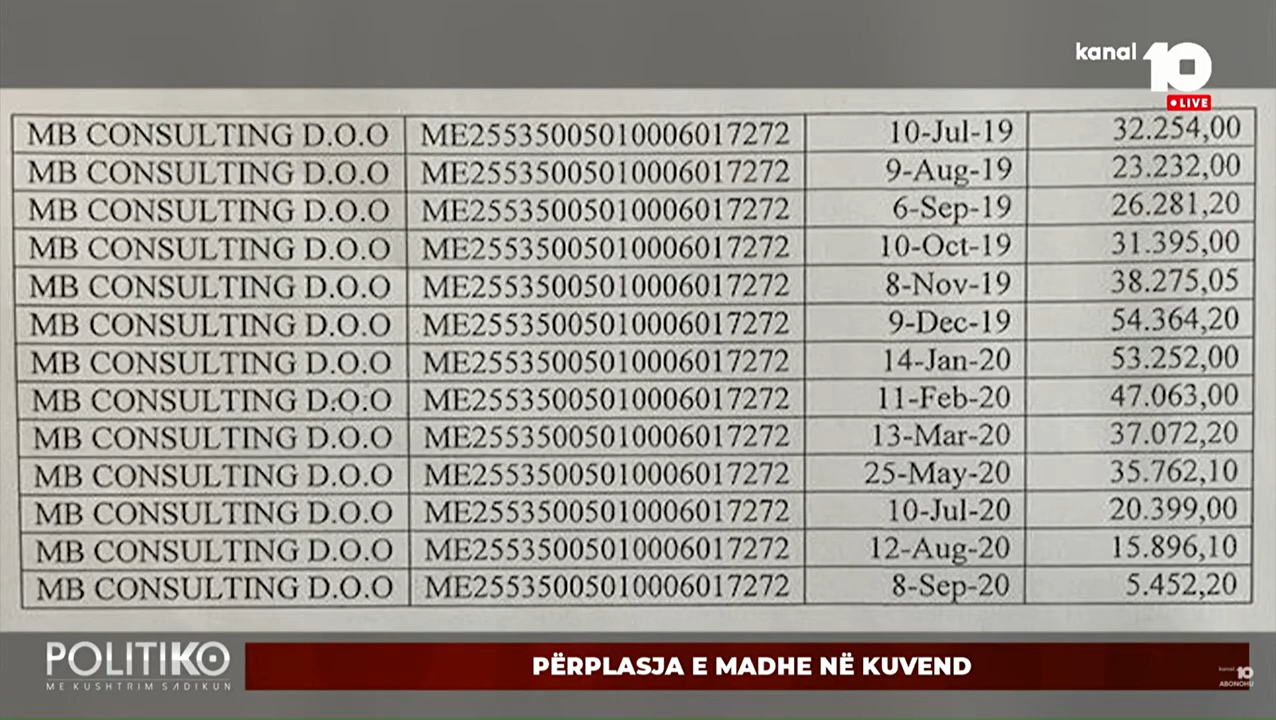 kanal 10
LIVE
MB CONSULTING D.O.O ME25535005010006017272 10-Jul-19 32.254,00
MB CONSULTING D.O.O ME25535005010006017272 9-Aug-19 23.232,00
MB CONSULTING D.O.O ME25535005010006017272 6-Sep-19 26.281,20
MB CONSULTING D.O.O ME25535005010006017272 10-Oct-19 31.395,00
MB CONSULTING D.O.O ME25535005010006017272 8-Nov-19 38.275,05
MB CONSULTING D.O.O ME25535005010006017272 9-Dec-19 54.364,20
MB CONSULTING D.O.O ME25535005010006017272 14-Jan-20 53.252,00
MB CONSULTING D.O.O ME25535005010006017272 11-Feb-20 47.063,00
MB CONSULTING D.O.O ME25535005010006017272 13-Mar-20 37.072,20
MB CONSULTING D.O.O ME25535005010006017272 25-May-20 35.762,10
MB CONSULTING D.O.O ME25535005010006017272 10-Jul-20 20.399,00
MB CONSULTING D.O.O ME25535005010006017272 12-Aug-20 15.896,10
MB CONSULTING D.O.O ME25535005010006017272 8-Sep-20 5.452,20
POLITIKO
ME KUSHTRIM SADIKUN
PËRPLASJA E MADHE NË KUVEND
kanal 10
ABONOHU